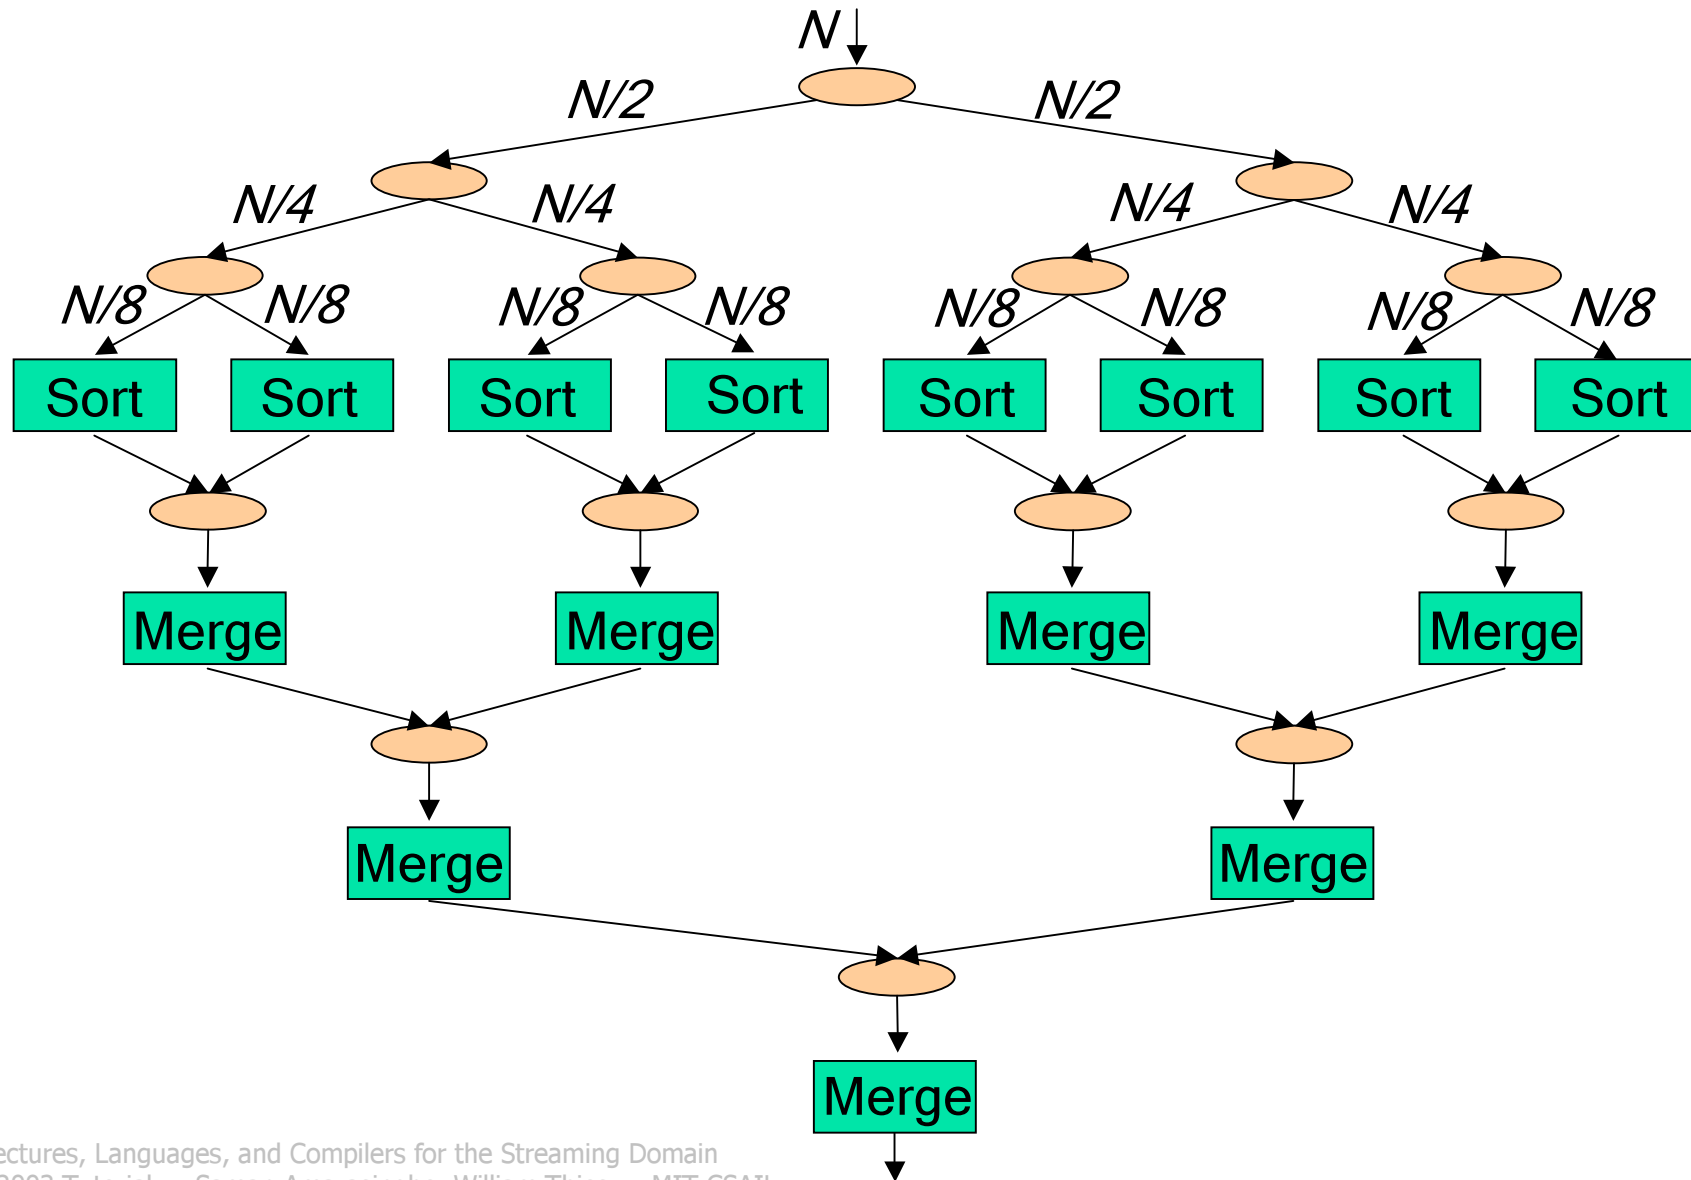 N
N/2 N/2
N/4 N/4 N/4 N/4
N/8 N/8 N/8 N/8 N/8 N/8 N/8 N/8
Sort Sort Sort Sort Sort Sort Sort Sort
Merge Merge Merge Merge
Merge Merge
Merge
ectures, Languages, and Compilers for the Streaming Domain